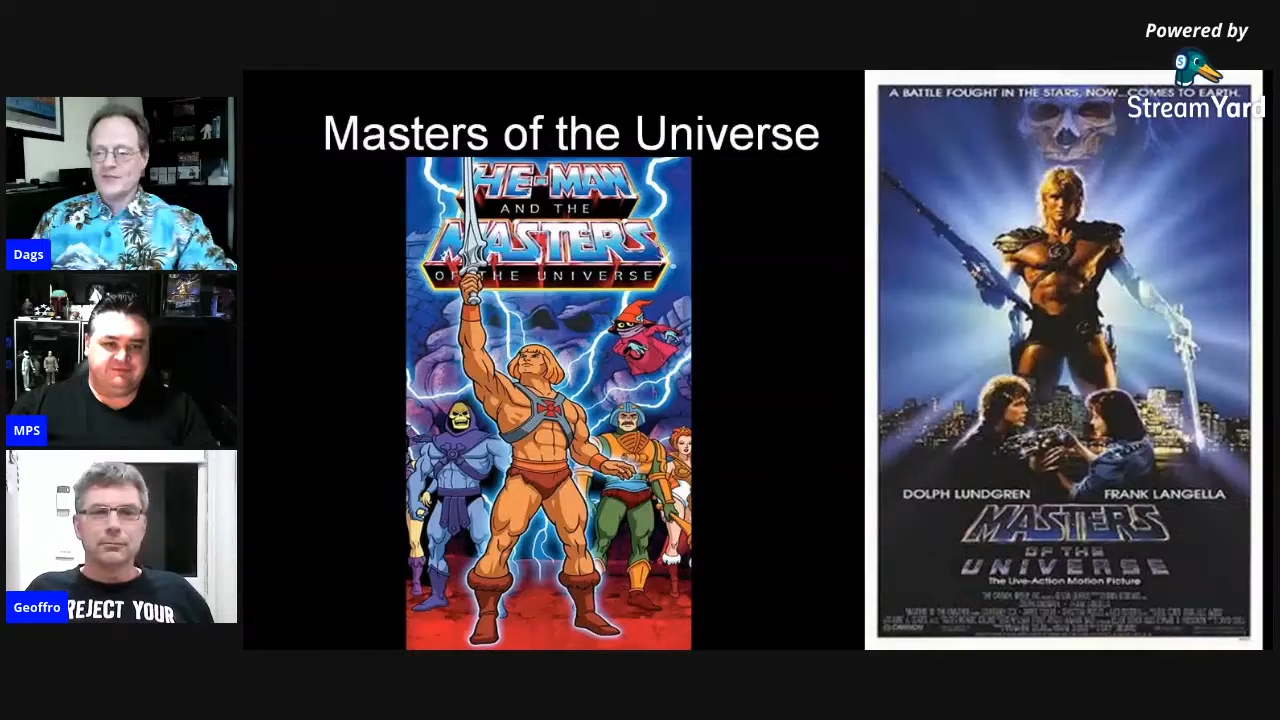 Powered by
StreamYard
Dags
MPS
Geoffro
REJECT YOUR
Masters of the Universe
HE-MAN
AND THE
MASTERS
OF THE UNIVERSE
A BATTLE FOUGHT IN THE STARS, NOW...COMES TO EARTH.
DOLPH LUNDGREN FRANK LANGELLA
MASTERS
OF THE
UNIVERSE
The Live-Action Motion Picture